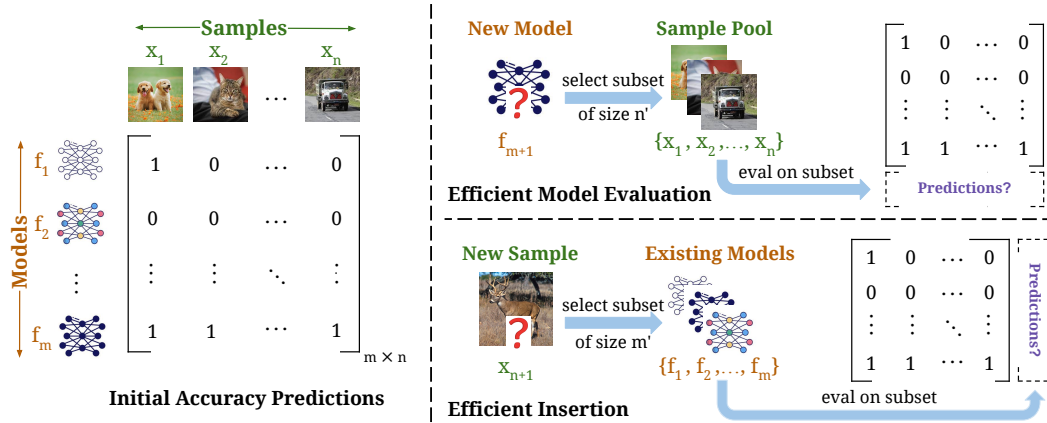 Samples
x1 x2 xn
...
Models
f1 1 0 ... 0
f2 0 0 ... 0
⋮ ⋮ ⋮ ⋱ ⋮
fm 1 1 ... 1
m × n
Initial Accuracy Predictions
New Model
?
fm+1
select subset
of size n'
Sample Pool
{x1, x2,..., xn}
eval on subset
1 0 ... 0
0 0 ... 0
⋮ ⋮ ⋱ ⋮
1 1 ... 1
Predictions?
Efficient Model Evaluation
New Sample
?
xn+1
select subset
of size m'
Existing Models
{f1, f2,..., fm}
eval on subset
1 0 ... 0
0 0 ... 0
⋮ ⋮ ⋱ ⋮
1 1 ... 1
Predictions?
Efficient Insertion